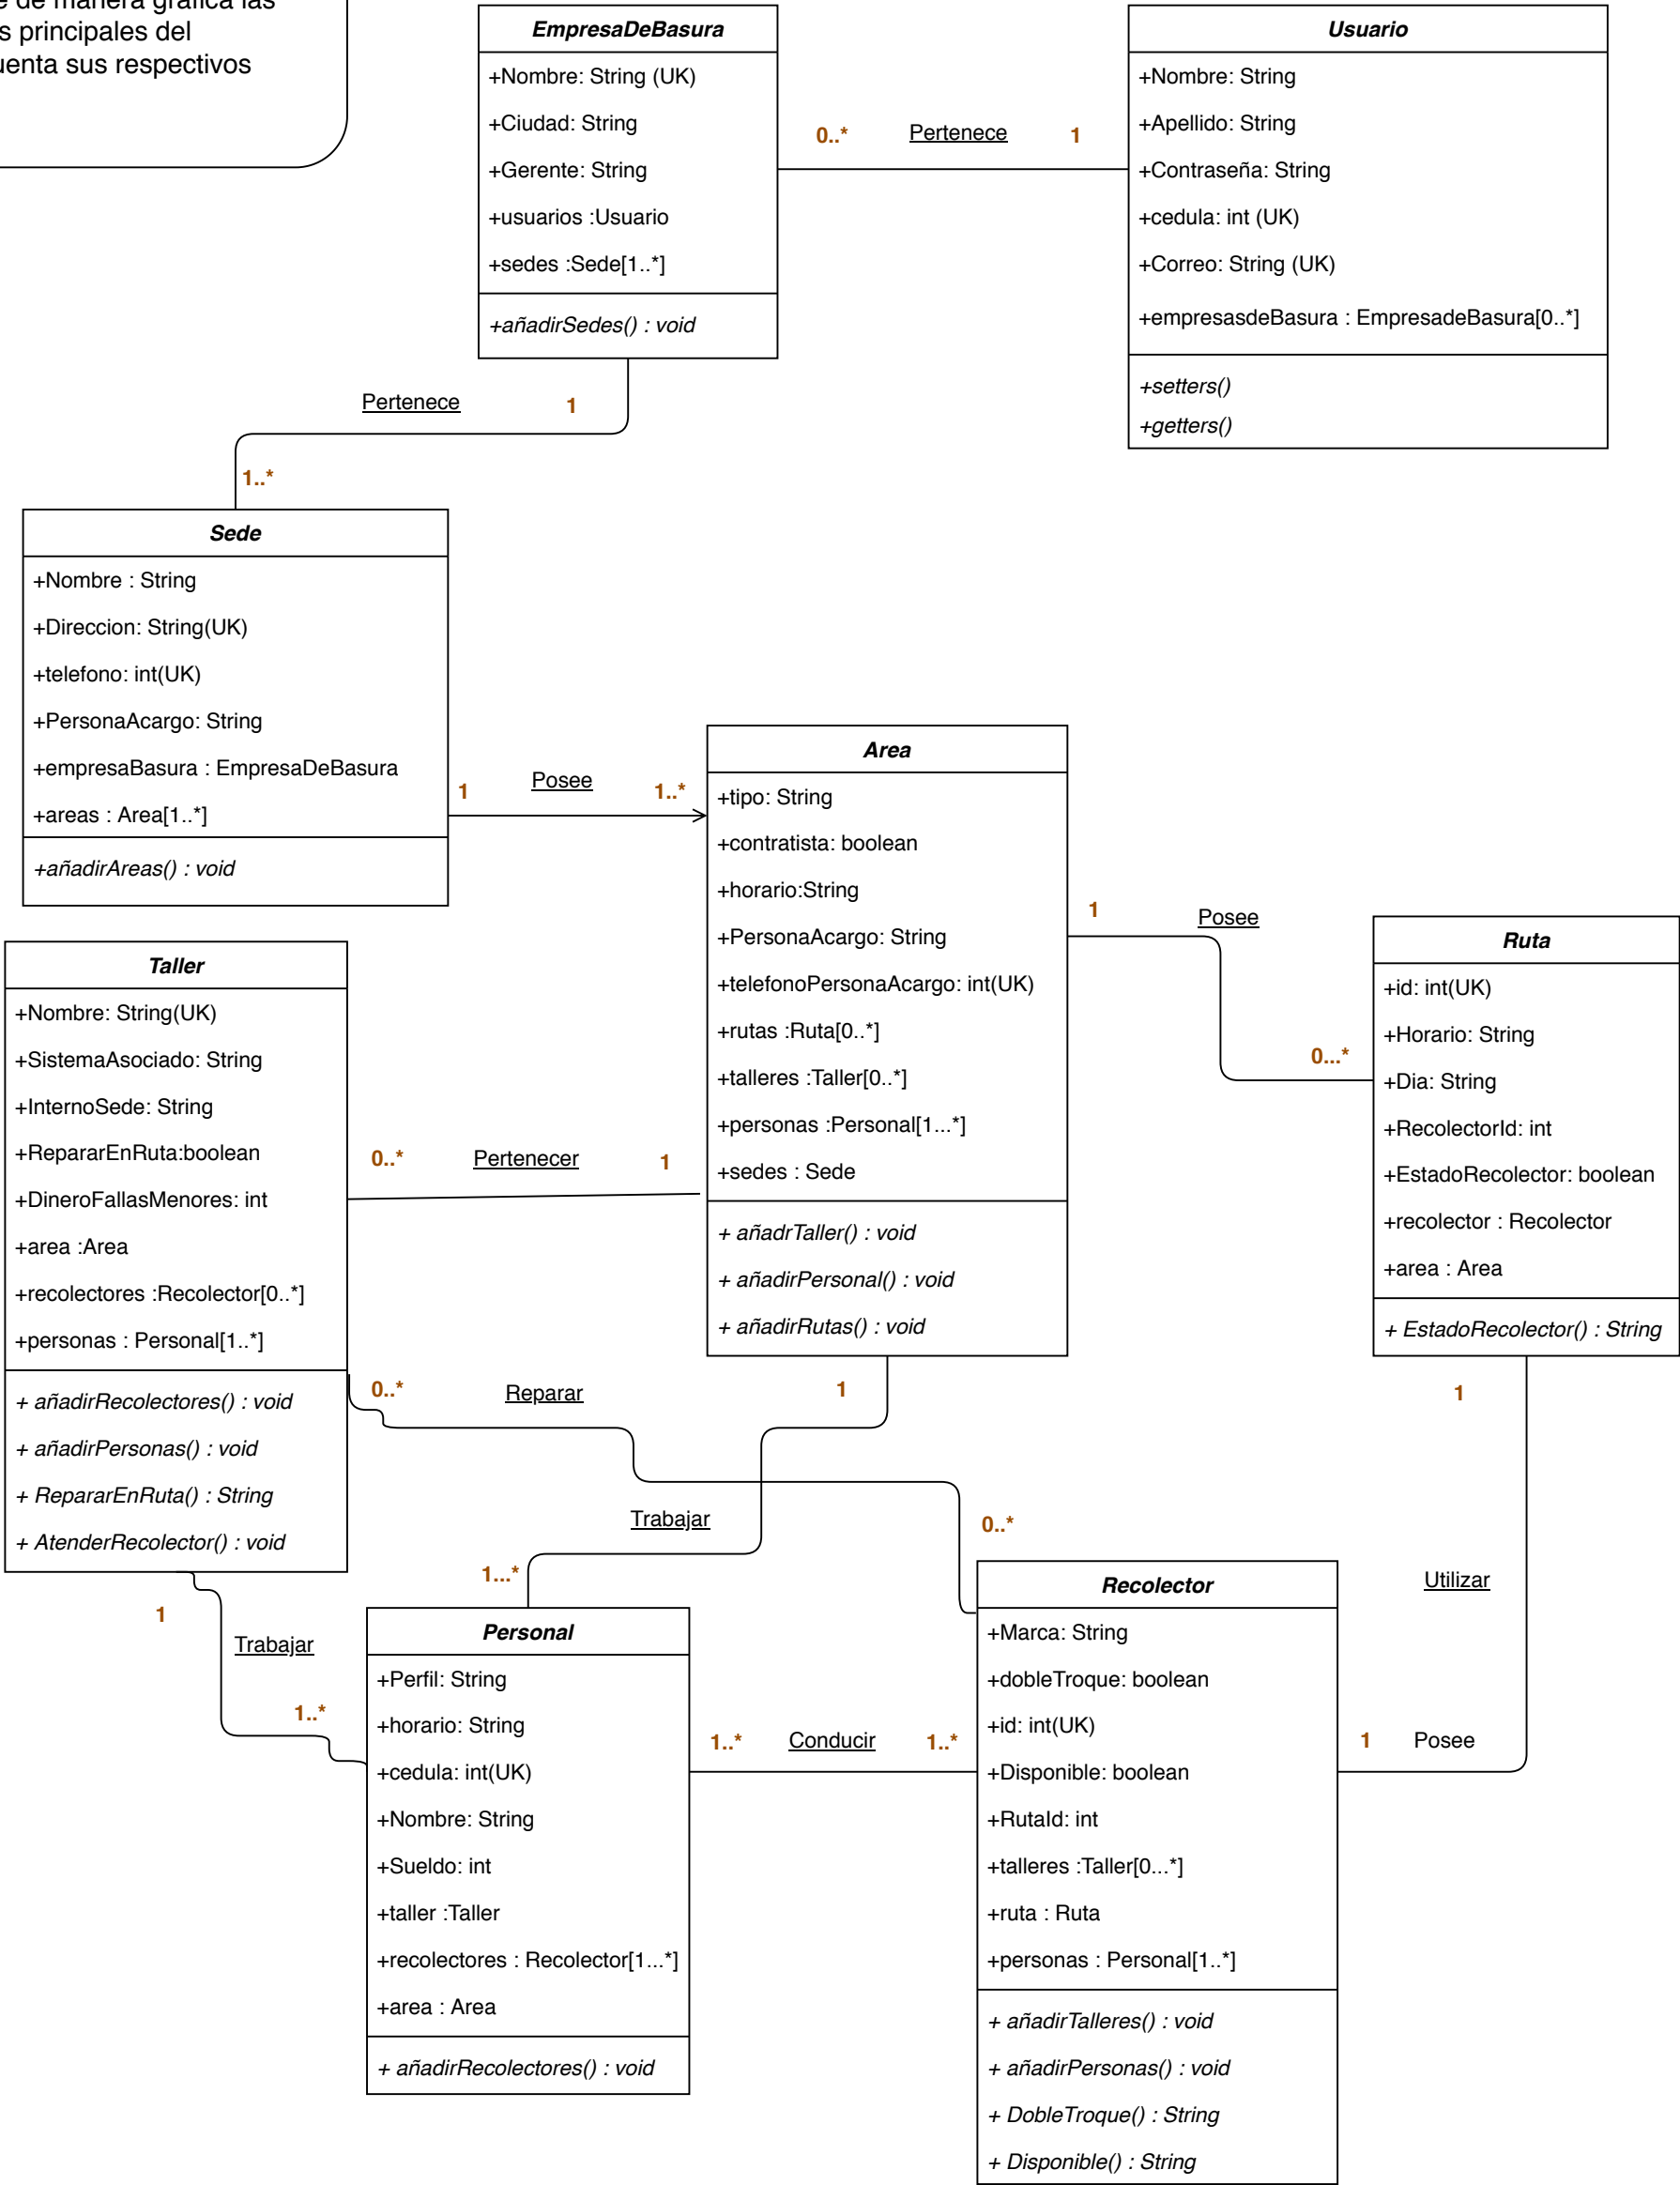 e de manera gráfica las
s principales del
uenta sus respectivos
EmpresaDeBasura
+Nombre: String (UK)
+Ciudad: String
+Gerente: String
+usuarios :Usuario
+sedes :Sede[1..*]
+añadirSedes() : void
0..*
Pertenece
1
Usuario
+Nombre: String
+Apellido: String
+Contraseña: String
+cedula: int (UK)
+Correo: String (UK)
+empresasdeBasura : EmpresadeBasura[0..*]
+setters()
+getters()
Pertenece
1
1..*
Sede
+Nombre : String
+Direccion: String(UK)
+telefono: int(UK)
+PersonaAcargo: String
+empresaBasura : EmpresaDeBasura
+areas : Area[1..*]
+añadirAreas() : void
1
Posee
1..*
Area
+tipo: String
+contratista: boolean
+horario:String
+PersonaAcargo: String
+telefonoPersonaAcargo: int(UK)
+rutas :Ruta[0..*]
+talleres :Taller[0..*]
+personas :Personal[1...*]
+sedes : Sede
+ añadrTaller() : void
+ añadirPersonal() : void
+ añadirRutas() : void
1
Posee
0...*
Ruta
+id: int(UK)
+Horario: String
+Dia: String
+RecolectorId: int
+EstadoRecolector: boolean
+recolector : Recolector
+area : Area
+ EstadoRecolector() : String
Taller
+Nombre: String(UK)
+SistemaAsociado: String
+InternoSede: String
+RepararEnRuta:boolean
+DineroFallasMenores: int
+area :Area
+recolectores :Recolector[0..*]
+personas : Personal[1..*]
+ añadirRecolectores() : void
+ añadirPersonas() : void
+ RepararEnRuta() : String
+ AtenderRecolector() : void
0..*
Pertenecer
1
0..*
Reparar
0..*
1
Trabajar
1...*
1
Trabajar
1..*
Personal
+Perfil: String
+horario: String
+cedula: int(UK)
+Nombre: String
+Sueldo: int
+taller :Taller
+recolectores : Recolector[1...*]
+area : Area
+ añadirRecolectores() : void
1..*
Conducir
1..*
Recolector
+Marca: String
+dobleTroque: boolean
+id: int(UK)
+Disponible: boolean
+RutaId: int
+talleres :Taller[0...*]
+ruta : Ruta
+personas : Personal[1..*]
+ añadirTalleres() : void
+ añadirPersonas() : void
+ DobleTroque() : String
+ Disponible() : String
1
Utilizar
1
Posee